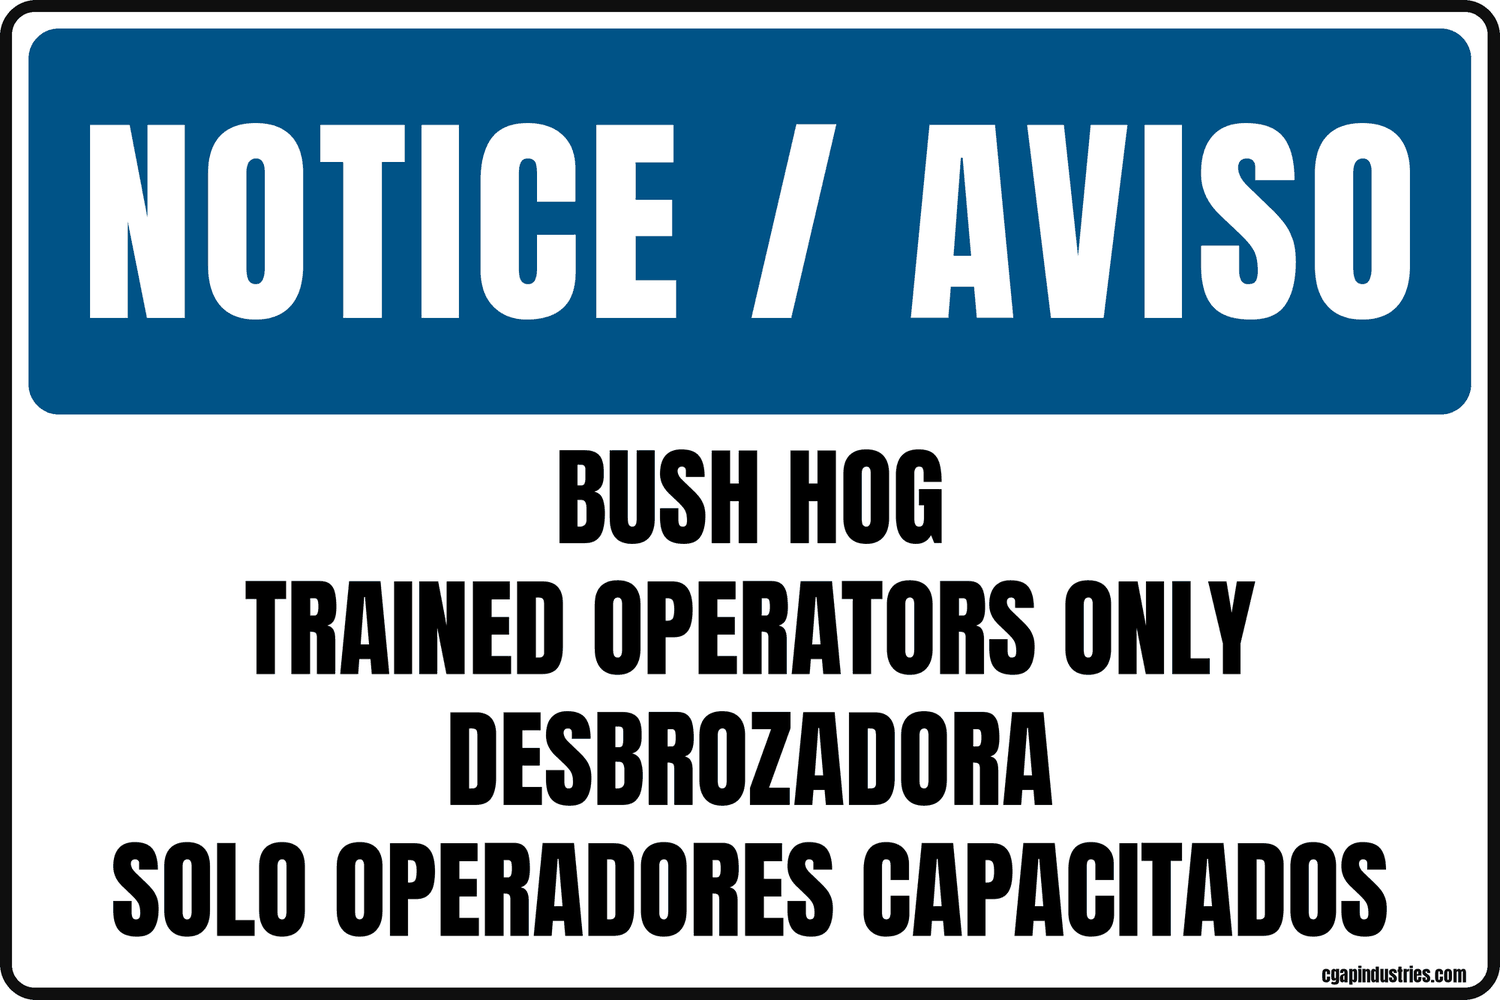 NOTICE / AVISO
BUSH HOG
TRAINED OPERATORS ONLY
DESBROZADORA
SOLO OPERADORES CAPACITADOS
cgapindustries.com